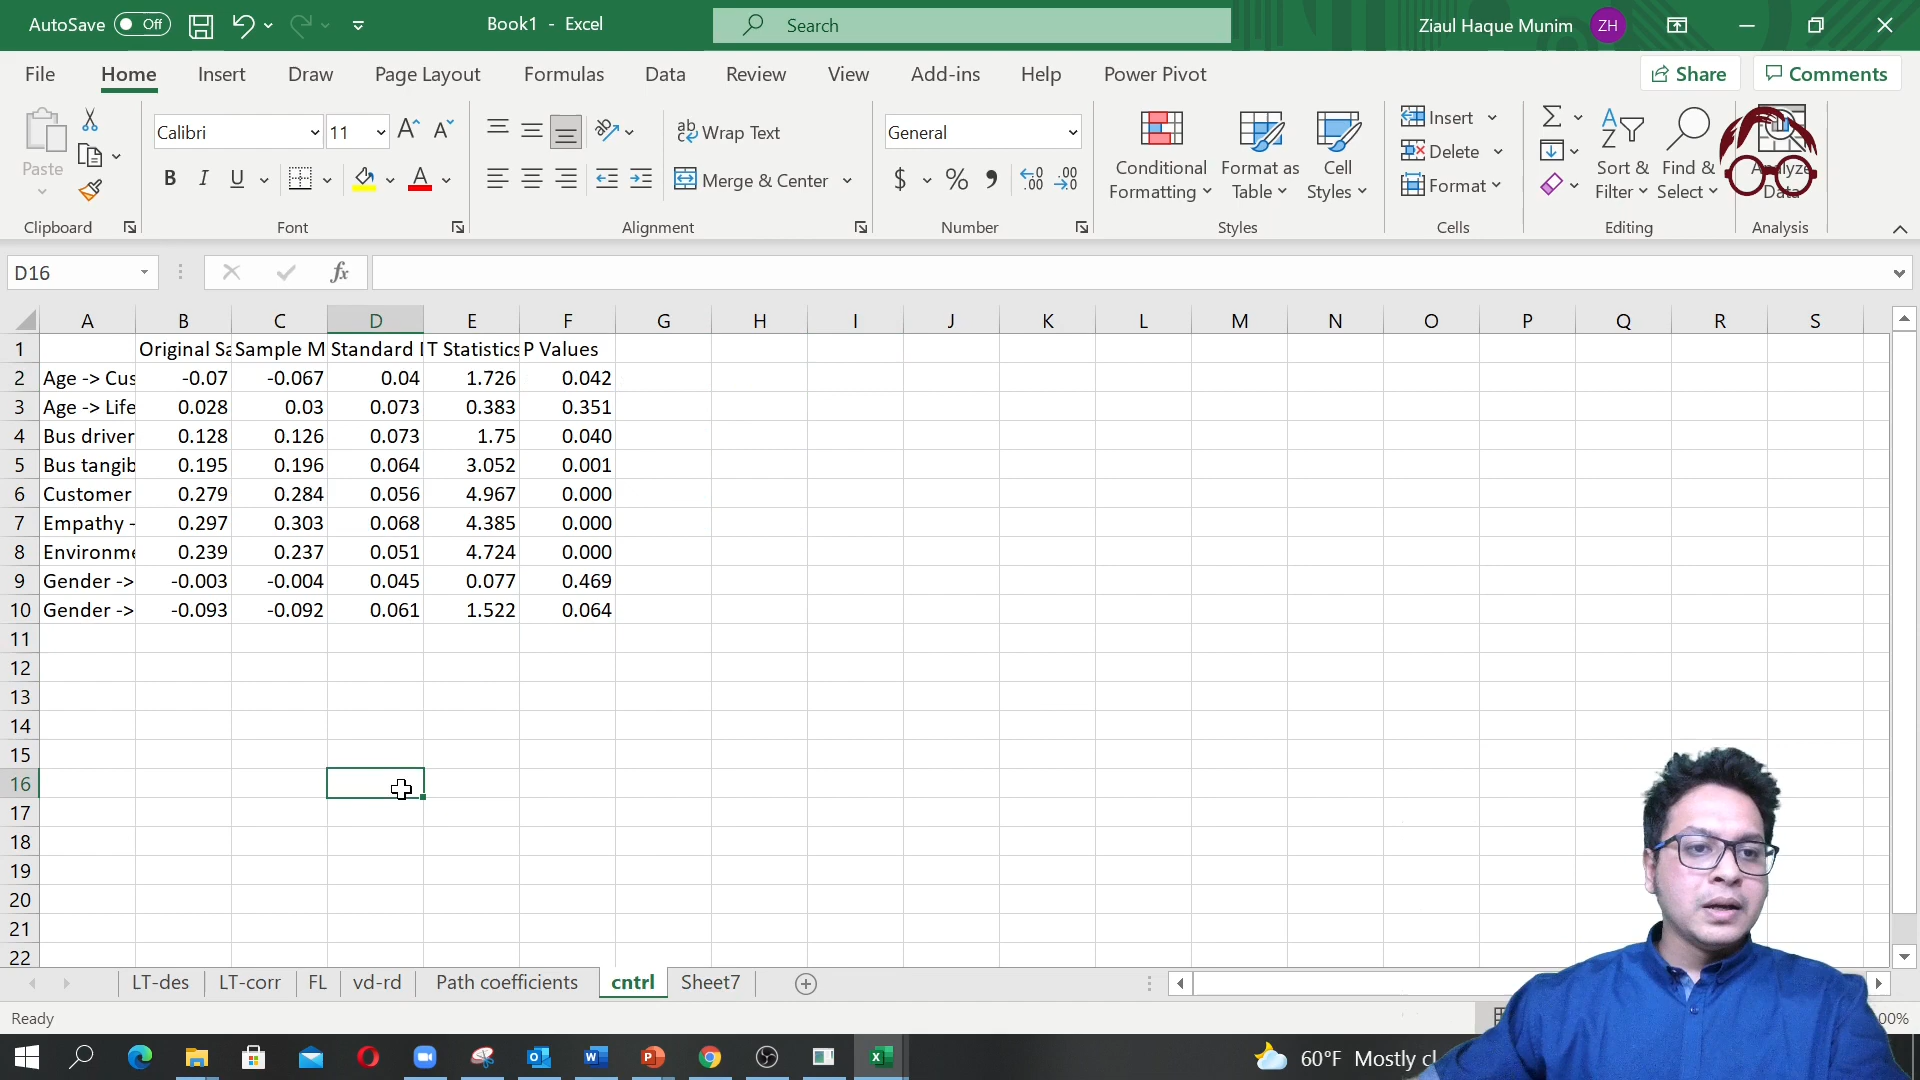 AutoSave Off Book1 - Excel Search Ziaul Haque Munim ZH
File Home Insert Draw Page Layout Formulas Data Review View Add-ins Help Power Pivot Share Comments
Calibri 11 ab Wrap Text General Insert
Paste Conditional Format as Cell Delete Sort & Find & Analyze
B I U Merge & Center $ % Formatting Table Styles Format Filter Select Data
Clipboard Font Alignment Number Styles Cells Editing Analysis
D16 fx
A B C D E F G H I J K L M N O P Q R S
1 Original Sa Sample M Standard T Statistics P Values
2 Age -> Cus -0.07 -0.067 0.04 1.726 0.042
3 Age -> Life 0.028 0.03 0.073 0.383 0.351
4 Bus driver 0.128 0.126 0.073 1.75 0.040
5 Bus tangib 0.195 0.196 0.064 3.052 0.001
6 Customer 0.279 0.284 0.056 4.967 0.000
7 Empathy - 0.297 0.303 0.068 4.385 0.000
8 Environme 0.239 0.237 0.051 4.724 0.000
9 Gender -> -0.003 -0.004 0.045 0.077 0.469
10 Gender -> -0.093 -0.092 0.061 1.522 0.064
11
12
13
14
15
16
17
18
19
20
21
22
LT-des LT-corr FL vd-rd Path coefficients cntrl Sheet7
Ready 00%
60°F Mostly cl